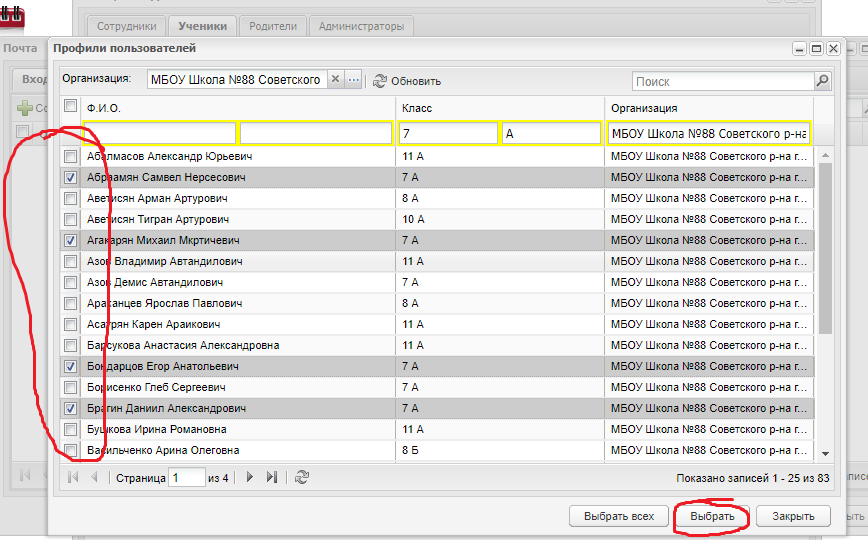 Сотрудники Ученики Родители Администраторы
Почта Профили пользователей
Вход
Организация: МБОУ Школа №88 Советского Обновить Поиск
Ф.И.О. Класс Организация
7 А МБОУ Школа №88 Советского р-на
Абалмасов Александр Юрьевич 11 А МБОУ Школа №88 Советского р-на г...
Абраамян Самвел Нерсесович 7 А МБОУ Школа №88 Советского р-на г...
Аветисян Арман Артурович 8 А МБОУ Школа №88 Советского р-на г...
Аветисян Тигран Артурович 10 А МБОУ Школа №88 Советского р-на г...
Агакарян Михаил Мкртичевич 7 А МБОУ Школа №88 Советского р-на г...
Азов Владимир Автандилович 11 А МБОУ Школа №88 Советского р-на г...
Азов Демис Автандилович 7 А МБОУ Школа №88 Советского р-на г...
Араканцев Ярослав Павлович 8 А МБОУ Школа №88 Советского р-на г...
Асатрян Карен Араикович 11 А МБОУ Школа №88 Советского р-на г...
Барсукова Анастасия Александровна 11 А МБОУ Школа №88 Советского р-на г...
Бондарцов Егор Анатольевич 7 А МБОУ Школа №88 Советского р-на г...
Борисенко Глеб Сергеевич 7 А МБОУ Школа №88 Советского р-на г...
Брагин Даниил Александрович 7 А МБОУ Школа №88 Советского р-на г...
Бушкова Ирина Романовна 11 А МБОУ Школа №88 Советского р-на г...
Васильченко Арина Олеговна 8 Б МБОУ Школа №88 Советского р-на г...
Страница 1 из 4 Показано записей 1 - 25 из 83
Выбрать всех Выбрать Закрыть